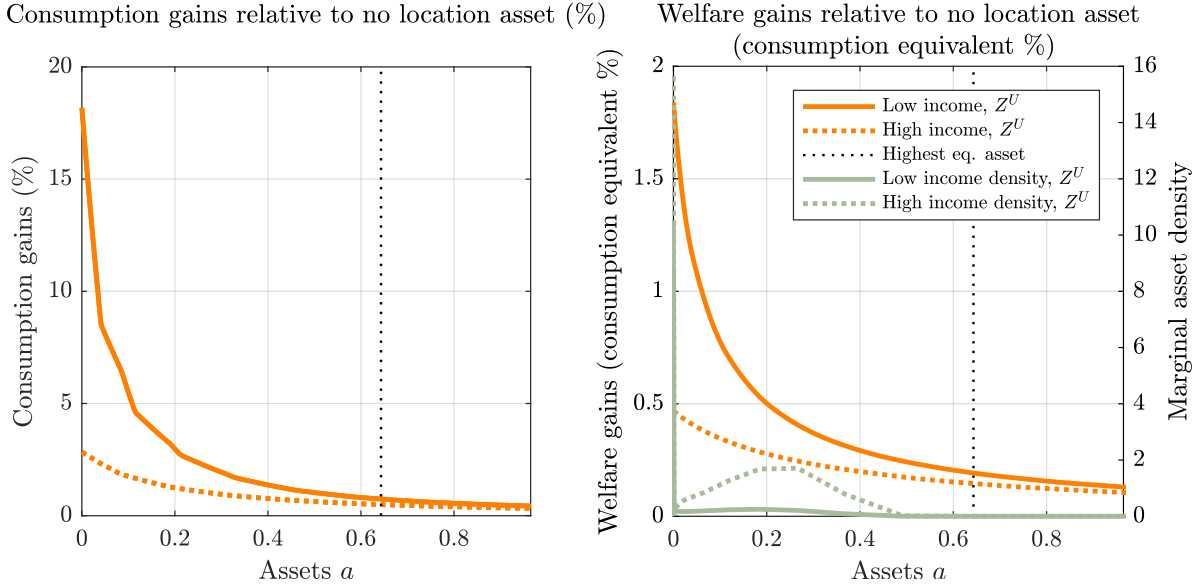 Consumption gains relative to no location asset (%)
Consumption gains (%)
20
15
10
5
0
0 0.2 0.4 0.6 0.8
Assets a
Welfare gains relative to no location asset
(consumption equivalent %)
Welfare gains (consumption equivalent %)
2
1.5
1
0.5
0
Low income, Z^U
High income, Z^U
Highest eq. asset
Low income density, Z^U
High income density, Z^U
16
14
12
10
8
6
4
2
0
Marginal asset density
0 0.2 0.4 0.6 0.8
Assets a